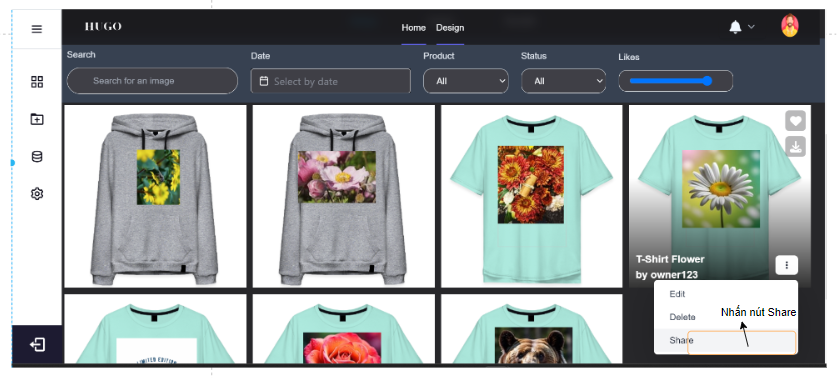 HUGO
Home Design
Search
Date
Product
Status
Likes
Search for an image
Select by date
All
All
T-Shirt Flower
by owner123
Edit
Delete
Nhấn nút Share
Share
LIMITED EDITION